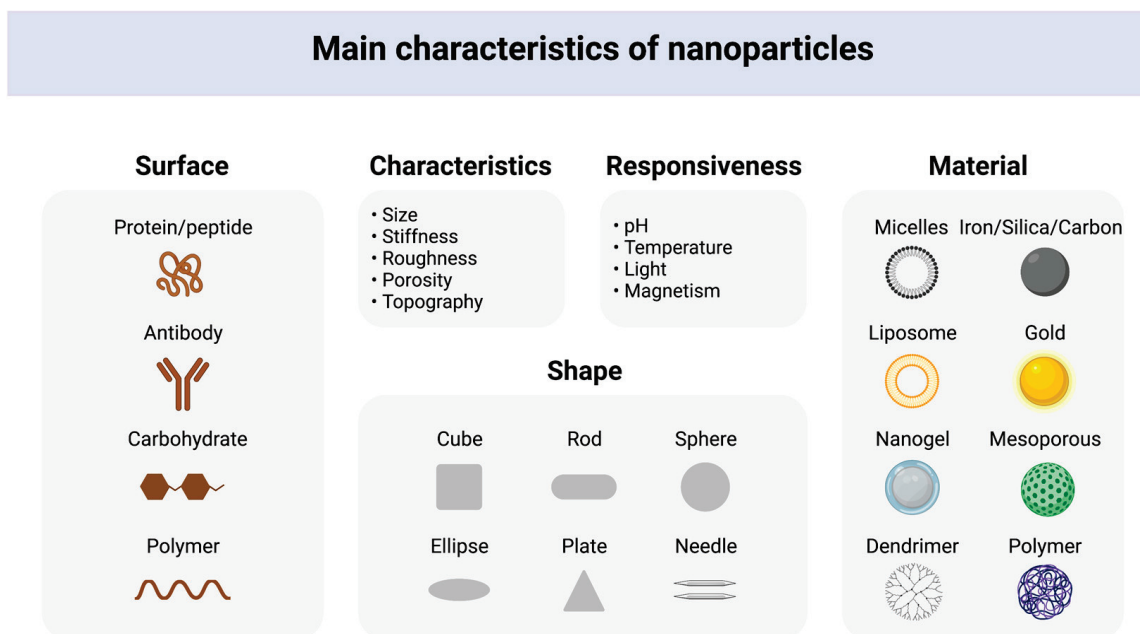 Main characteristics of nanoparticles
Surface
Protein/peptide
Antibody
Carbohydrate
Polymer
Characteristics
• Size
• Stiffness
• Roughness
• Porosity
• Topography
Responsiveness
• pH
• Temperature
• Light
• Magnetism
Shape
Cube Rod Sphere
Ellipse Plate Needle
Material
Micelles Iron/Silica/Carbon
Liposome Gold
Nanogel Mesoporous
Dendrimer Polymer